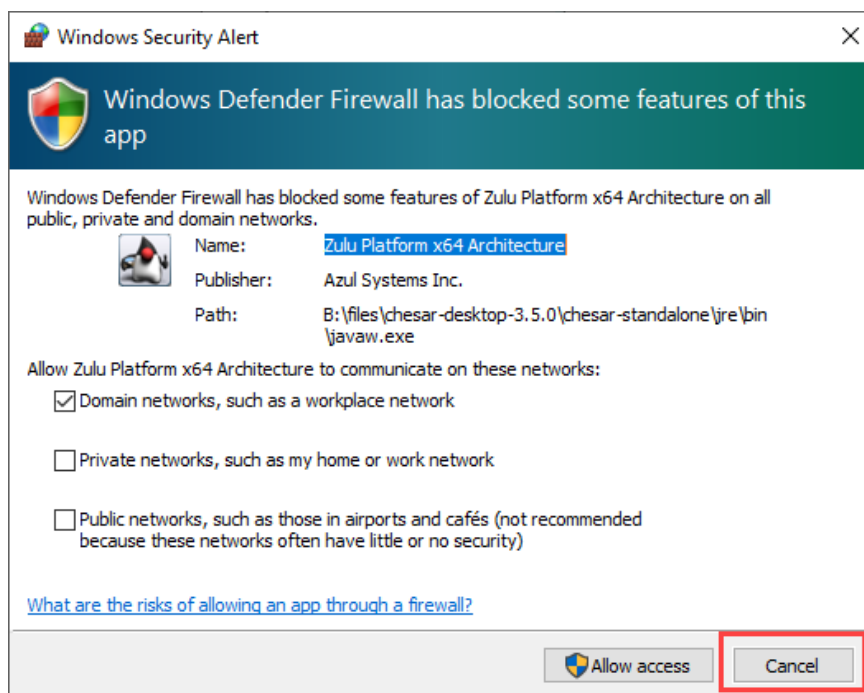 Windows Security Alert
Windows Defender Firewall has blocked some features of this
app
Windows Defender Firewall has blocked some features of Zulu Platform x64 Architecture on all
public, private and domain networks.
Name: Zulu Platform x64 Architecture
Publisher: Azul Systems Inc.
Path: B:\files\chesar-desktop-3.5.0\chesar-standalone\jre\bin
\javaw.exe
Allow Zulu Platform x64 Architecture to communicate on these networks:
Domain networks, such as a workplace network
Private networks, such as my home or work network
Public networks, such as those in airports and cafés (not recommended
because these networks often have little or no security)
What are the risks of allowing an app through a firewall?
Allow access Cancel